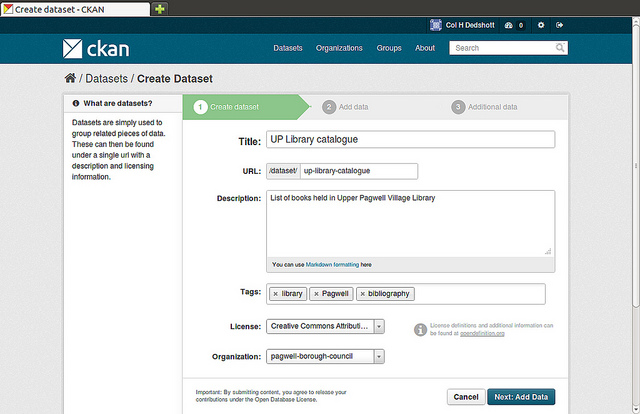 Create dataset - CKAN
Col H Dedshott 0
ckan
Datasets Organizations Groups About Search
/ Datasets / Create Dataset
What are datasets?
Datasets are simply used to
group related pieces of data.
These can then be found
under a single url with a
description and licensing
information.
1 Create dataset 2 Add data 3 Additional data
Title: UP Library catalogue
URL: /dataset/ up-library-catalogue
Description: List of books held in Upper Pagwell Village Library
You can use Markdown formatting here
Tags: × library × Pagwell × bibliography
License: Creative Commons Attributi...
License definitions and additional information can
be found at opendefinition.org
Organization: pagwell-borough-council
Important: By submitting content, you agree to release your
contributions under the Open Database License.
Cancel Next: Add Data